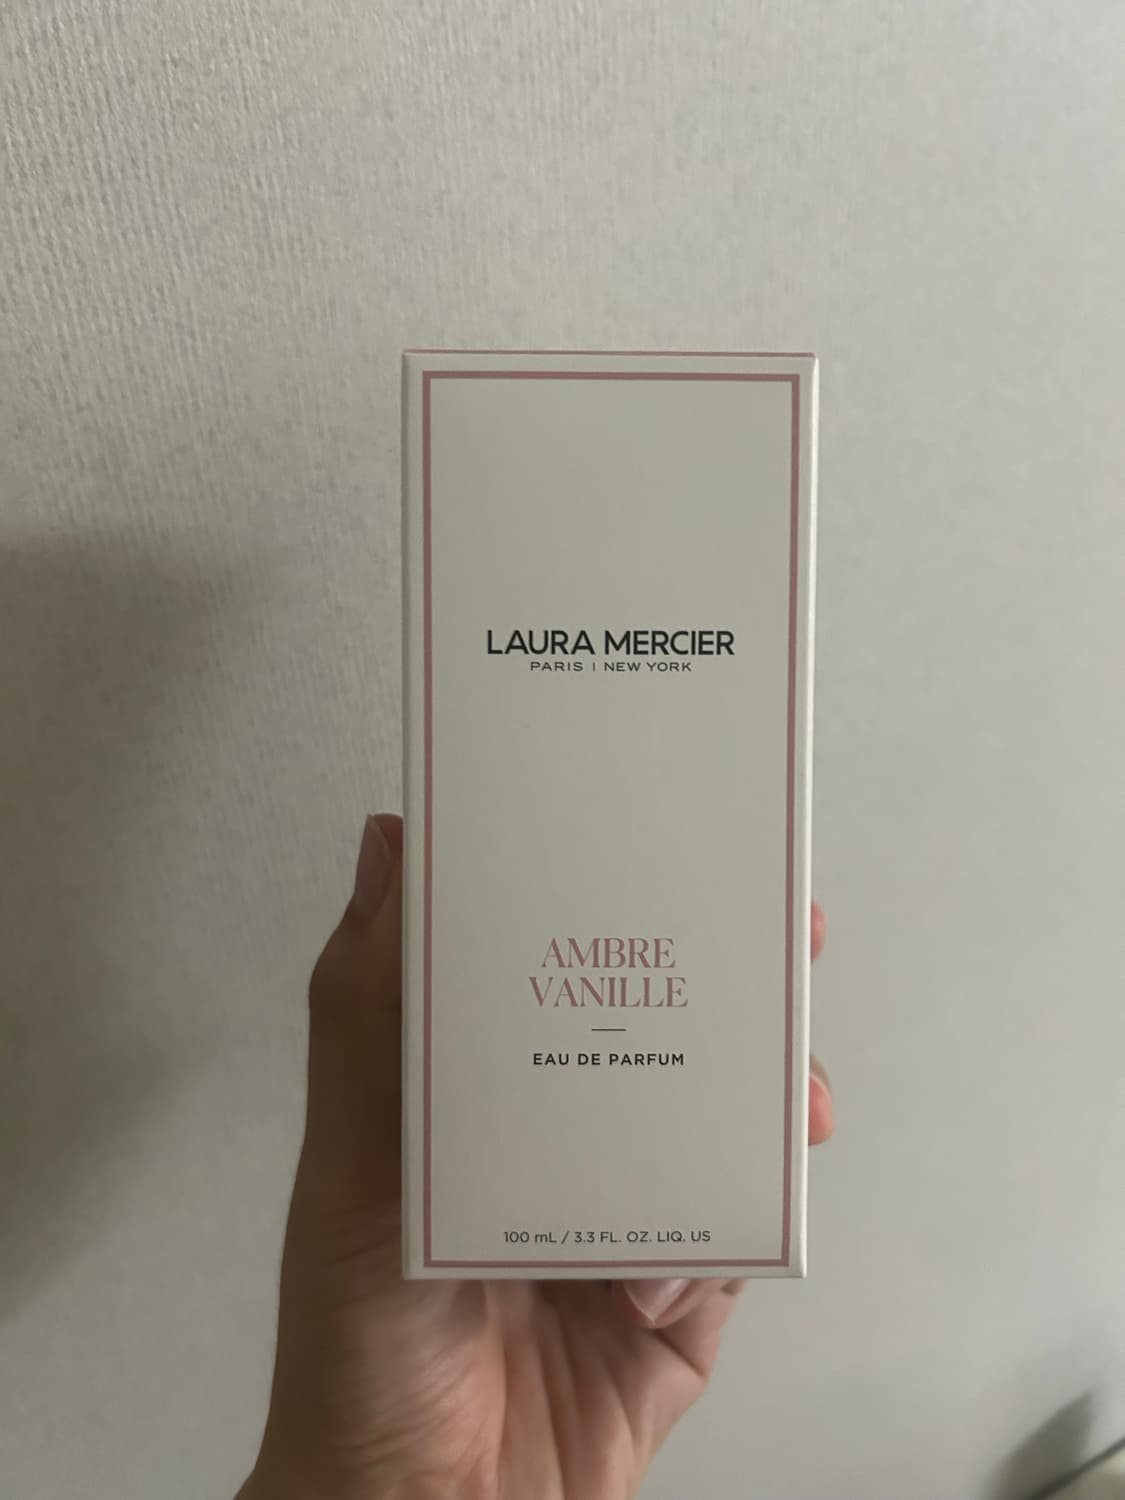 LAURA MERCIER
PARIS | NEW YORK
AMBRE
VANILLE
EAU DE PARFUM
100 mL / 3.3 FL. OZ. LIQ. US